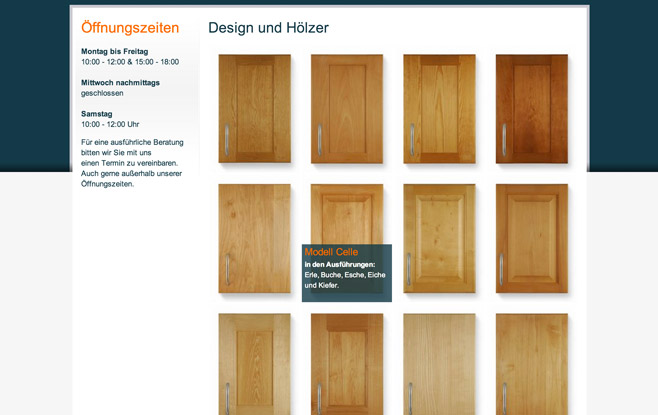 Öffnungszeiten
Montag bis Freitag
10:00 - 12:00 & 15:00 - 18:00
Mittwoch nachmittags
geschlossen
Samstag
10:00 - 12:00 Uhr
Für eine ausführliche Beratung
bitten wir Sie mit uns
einen Termin zu vereinbaren.
Auch gerne außerhalb unserer
Öffnungszeiten.
Design und Hölzer
Modell Celle
in den Ausführungen:
Erle, Buche, Esche, Eiche
und Kiefer.